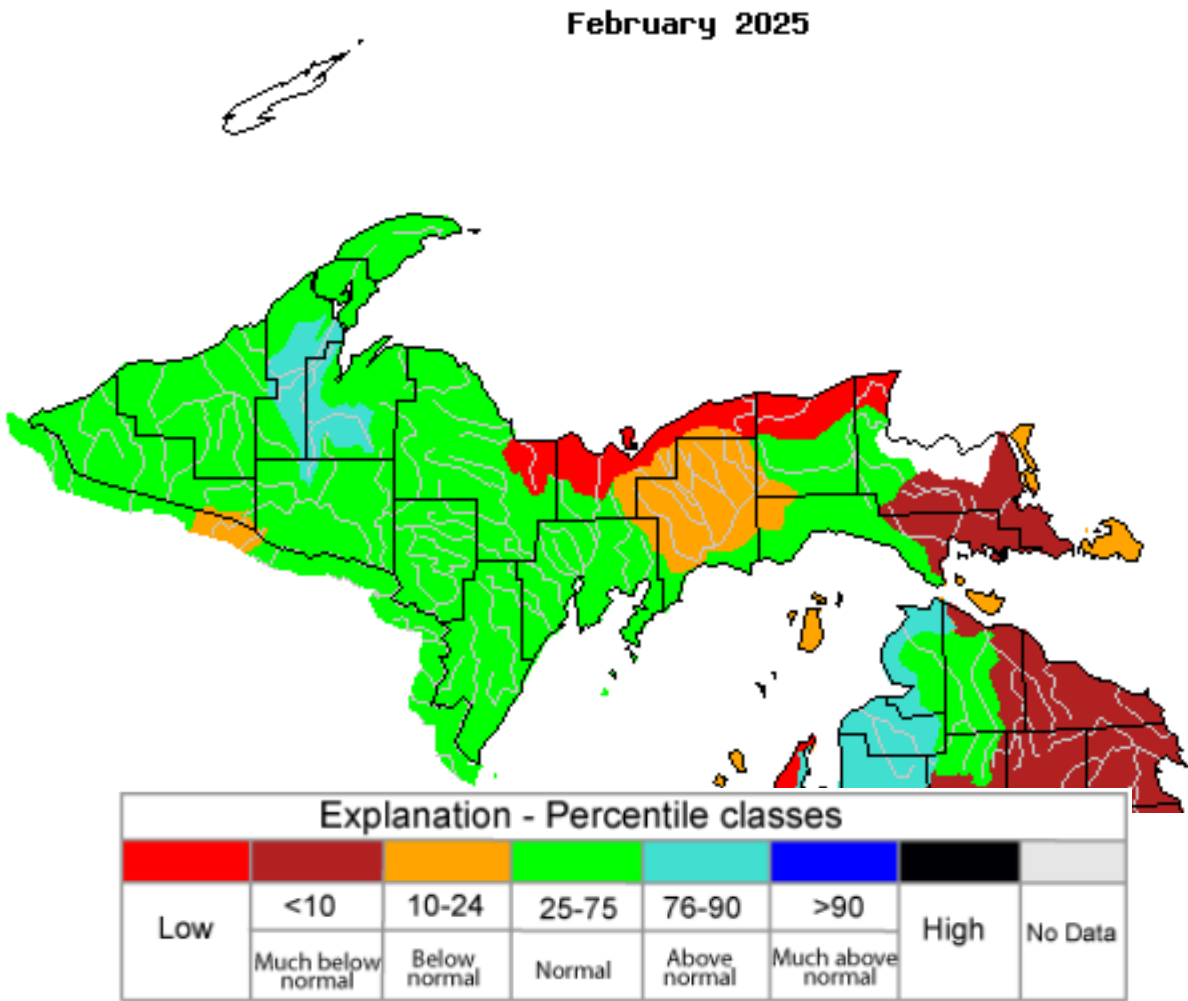 February 2025
Explanation - Percentile classes
Low
<10
10-24
25-75
76-90
>90
High
No Data
Much below
normal
Below
normal
Normal
Above
normal
Much above
normal